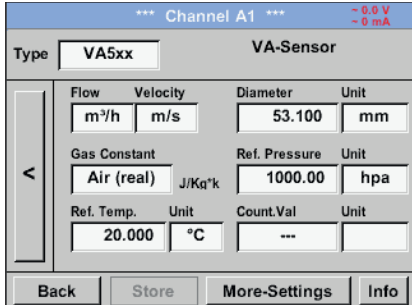 *** Channel A1 ***
~ 0.0 V
~ 0 mA
Type VA5xx VA-Sensor
Flow Velocity Diameter Unit
m³/h m/s 53.100 mm
Gas Constant Ref. Pressure Unit
< Air (real) J/Kg*k 1000.00 hpa
Ref. Temp. Unit Count.Val Unit
20.000 °C ---
Back Store More-Settings Info